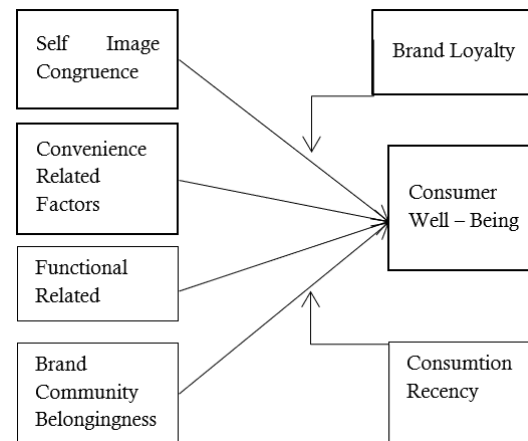 Self Image
Congruence
Convenience
Related
Factors
Functional
Related
Brand
Community
Belongingness
Brand Loyalty
Consumer
Well – Being
Consumtion
Recency